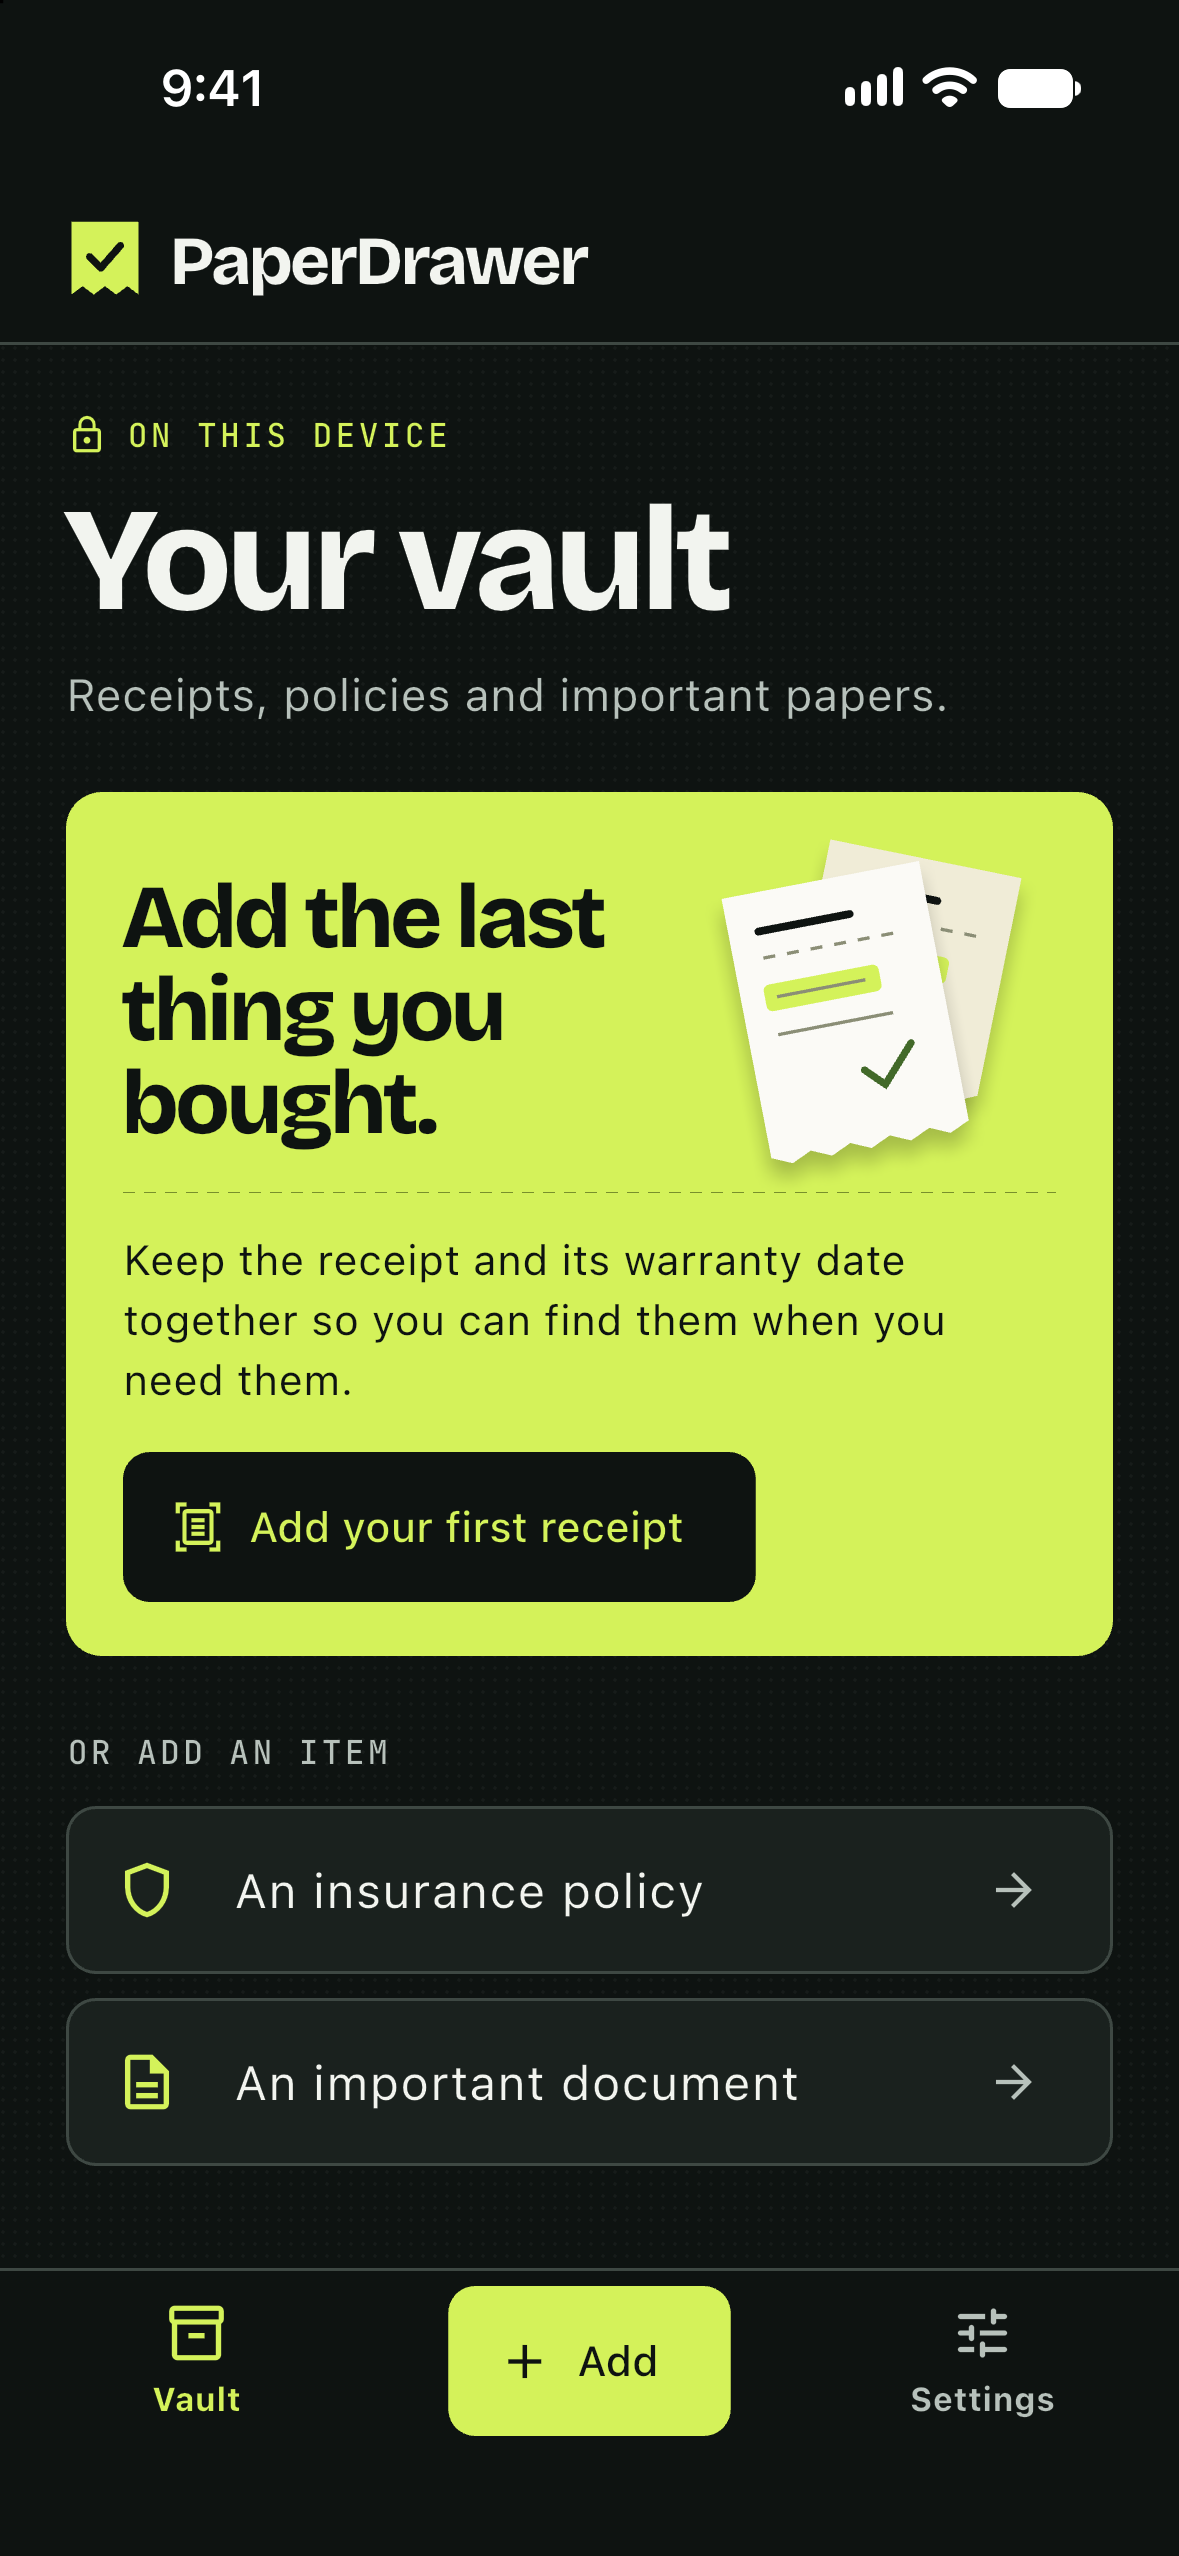 9:41
PaperDrawer
ON THIS DEVICE
Your vault
Receipts, policies and important papers.
Add the last
thing you
bought.
Keep the receipt and its warranty date
together so you can find them when you
need them.
Add your first receipt
OR ADD AN ITEM
An insurance policy
An important document
Vault
Add
Settings